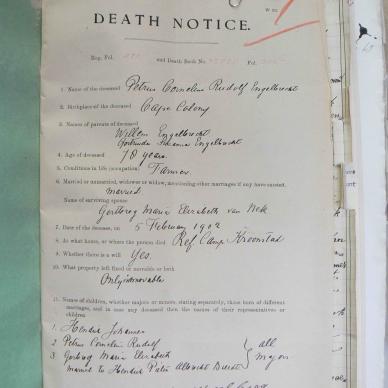 DEATH NOTICE.
Reg. Fol. and Death Book No. Fol.
1. Name of the deceased Petrus Cornelius Rudolf Engelbrecht
2. Birthplace of the deceased Cape Colony
3. Names of parents of deceased
Willem Engelbrecht
Gertruida Johanna Engelbrecht
4. Age of deceased 78 years.
5. Conditions in life (occupation) Farmer
6. Married or unmarried, widower or widow, mentioning other marriages if any have existed.
married
Name of surviving spouse
Gertbreg Maria Elizabeth van Wek
7. Date of the decease, on 5 February 1902
8. At what house, or where the person died Ref Camp Kroonstad
9. Whether there is a will Yes.
10. What property left fixed or movable or both
Only immovable
11. Names of children, whether majors or minors, stating separately, those born of different
marriages, and in case any deceased then the names of their representatives or
children.
1. Hendrik Johannes
2. Petrus Cornelius Rudolf
3. Gertbreg Maria Elizabeth
married to Hendrik Pieter Albrecht
all
majors